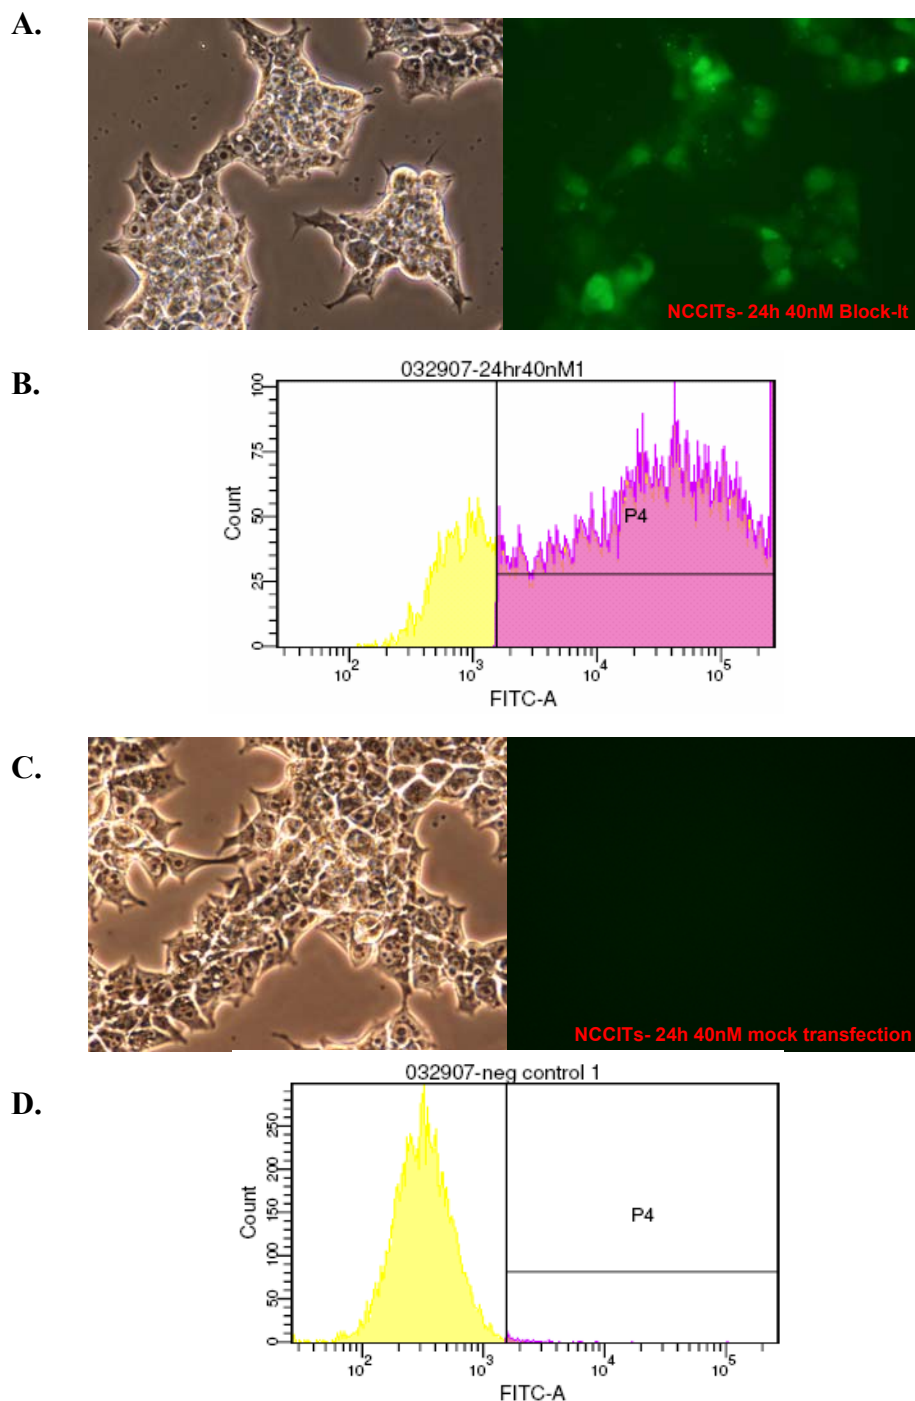 A.
NCCITs- 24h 40nM Block-It
B.
032907-24hr40nM1
100
75
50
25
0
Count
P4
10^2 10^3 10^4 10^5
FITC-A
C.
NCCITs- 24h 40nM mock transfection
D.
032907-neg control 1
250
200
150
100
50
0
Count
P4
10^2 10^3 10^4 10^5
FITC-A